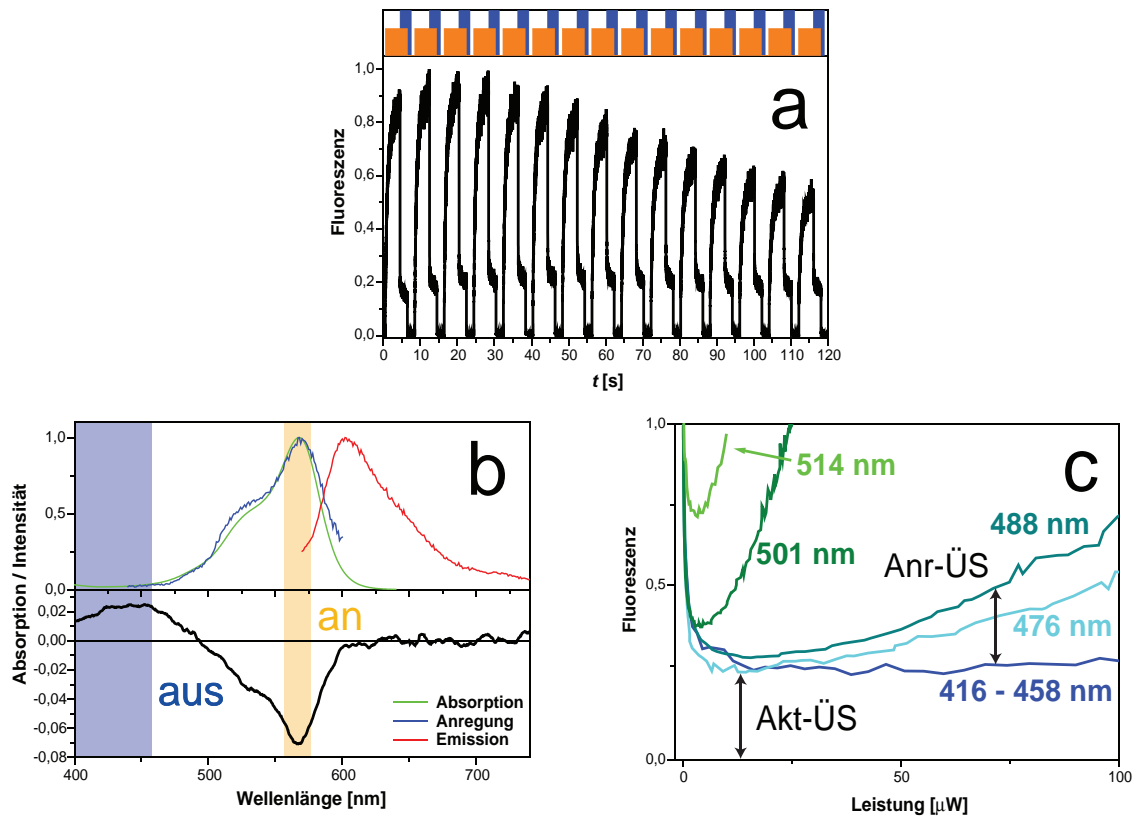 a
Fluoreszenz
1,0
0,8
0,6
0,4
0,2
0,0
0 10 20 30 40 50 60 70 80 90 100 110 120
t [s]
b
Absorption / Intensität
1,0
0,5
0,0
0,02
0,00
-0,02
-0,04
-0,06
-0,08
an
aus
Absorption
Anregung
Emission
400 500 600 700
Wellenlänge [nm]
c
Fluoreszenz
1,0
0,5
0,0
514 nm
501 nm
488 nm
Anr-ÜS
476 nm
416 - 458 nm
Akt-ÜS
0 50 100
Leistung [μW]